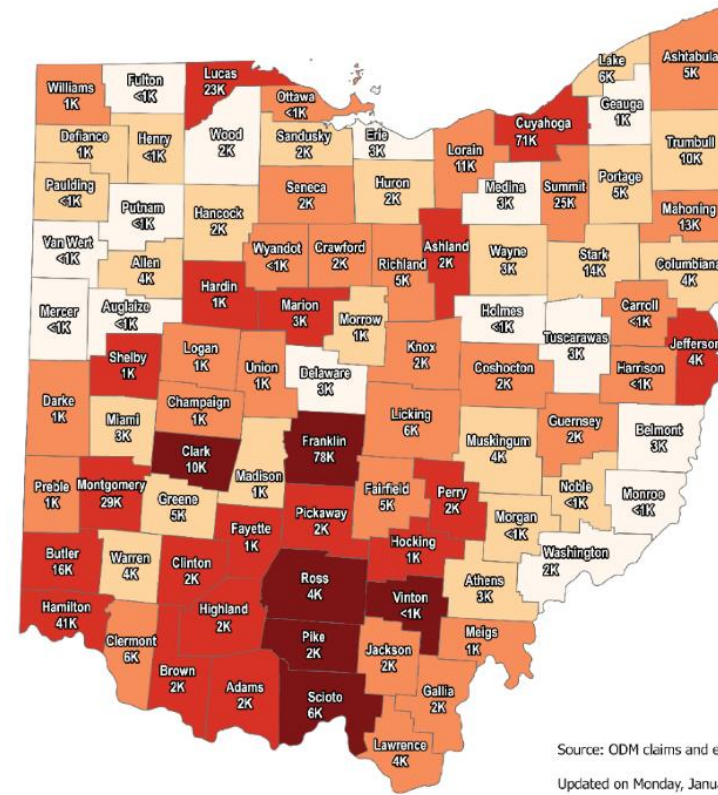 Williams
1K
Fulton
<1K
Lucas
23K
Ottawa
<1K
Lake
6K
Ashtabula
5K
Geauga
1K
Cuyahoga
71K
Defiance
1K
Henry
<1K
Wood
2K
Sandusky
2K
Erie
3K
Lorain
11K
Trumbull
10K
Paulding
<1K
Putnam
<1K
Hancock
2K
Seneca
2K
Huron
2K
Medina
3K
Summit
25K
Portage
5K
Mahoning
13K
Van Wert
<1K
Allen
4K
Wyandot
<1K
Crawford
2K
Richland
5K
Ashland
2K
Wayne
3K
Stark
14K
Columbiana
4K
Mercer
<1K
Auglaize
<1K
Hardin
1K
Marion
3K
Morrow
1K
Holmes
<1K
Tuscarawas
3K
Carroll
<1K
Jefferson
4K
Shelby
1K
Logan
1K
Union
1K
Delaware
3K
Knox
2K
Coshocton
2K
Harrison
<1K
Darke
1K
Miami
3K
Champaign
1K
Licking
6K
Muskingum
4K
Guernsey
2K
Belmont
3K
Clark
10K
Franklin
78K
Madison
1K
Preble
1K
Montgomery
29K
Greene
5K
Fayette
1K
Pickaway
2K
Fairfield
5K
Perry
2K
Morgan
<1K
Noble
<1K
Monroe
<1K
Butler
16K
Warren
4K
Clinton
2K
Ross
4K
Hocking
1K
Athens
3K
Washington
2K
Hamilton
41K
Clermont
6K
Highland
2K
Pike
2K
Vinton
<1K
Jackson
2K
Meigs
1K
Brown
2K
Adams
2K
Scioto
6K
Gallia
2K
Lawrence
4K
Source: ODM claims and e
Updated on Monday, Janu